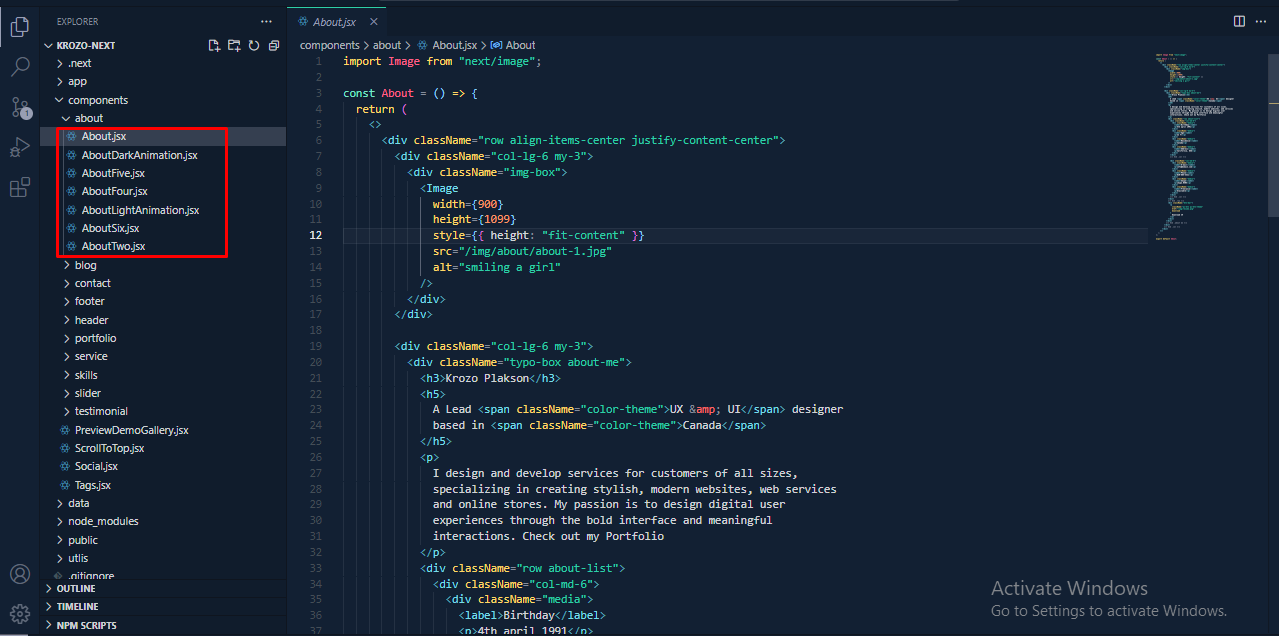 EXPLORER
KROZO-NEXT
.next
app
components
about
About.jsx
AboutDarkAnimation.jsx
AboutFive.jsx
AboutFour.jsx
AboutLightAnimation.jsx
AboutSix.jsx
AboutTwo.jsx
blog
contact
footer
header
portfolio
service
skills
slider
testimonial
PreviewDemoGallery.jsx
ScrollToTop.jsx
Social.jsx
Tags.jsx
data
node_modules
public
utlis
.gitignore
OUTLINE
TIMELINE
NPM SCRIPTS
1
About.jsx
components > about > About.jsx > About
1 import Image from "next/image";
2
3 const About = () => {
4 return (
5 <>
6 <div className="row align-items-center justify-content-center">
7 <div className="col-lg-6 my-3">
8 <div className="img-box">
9 <Image
10 width={900}
11 height={1099}
12 style={{ height: "fit-content" }}
13 src="/img/about/about-1.jpg"
14 alt="smiling a girl"
15 />
16 </div>
17 </div>
18
19 <div className="col-lg-6 my-3">
20 <div className="typo-box about-me">
21 <h3>Krozo Plakson</h3>
22 <h5>
23 A Lead <span className="color-theme">UX &amp; UI</span> designer
24 based in <span className="color-theme">Canada</span>
25 </h5>
26 <p>
27 I design and develop services for customers of all sizes,
28 specializing in creating stylish, modern websites, web services
29 and online stores. My passion is to design digital user
30 experiences through the bold interface and meaningful
31 interactions. Check out my Portfolio
32 </p>
33 <div className="row about-list">
34 <div className="col-md-6">
35 <div className="media">
36 <label>Birthday</label>
37 <p>4th april 1991</p>
Activate Windows
Go to Settings to activate Windows.